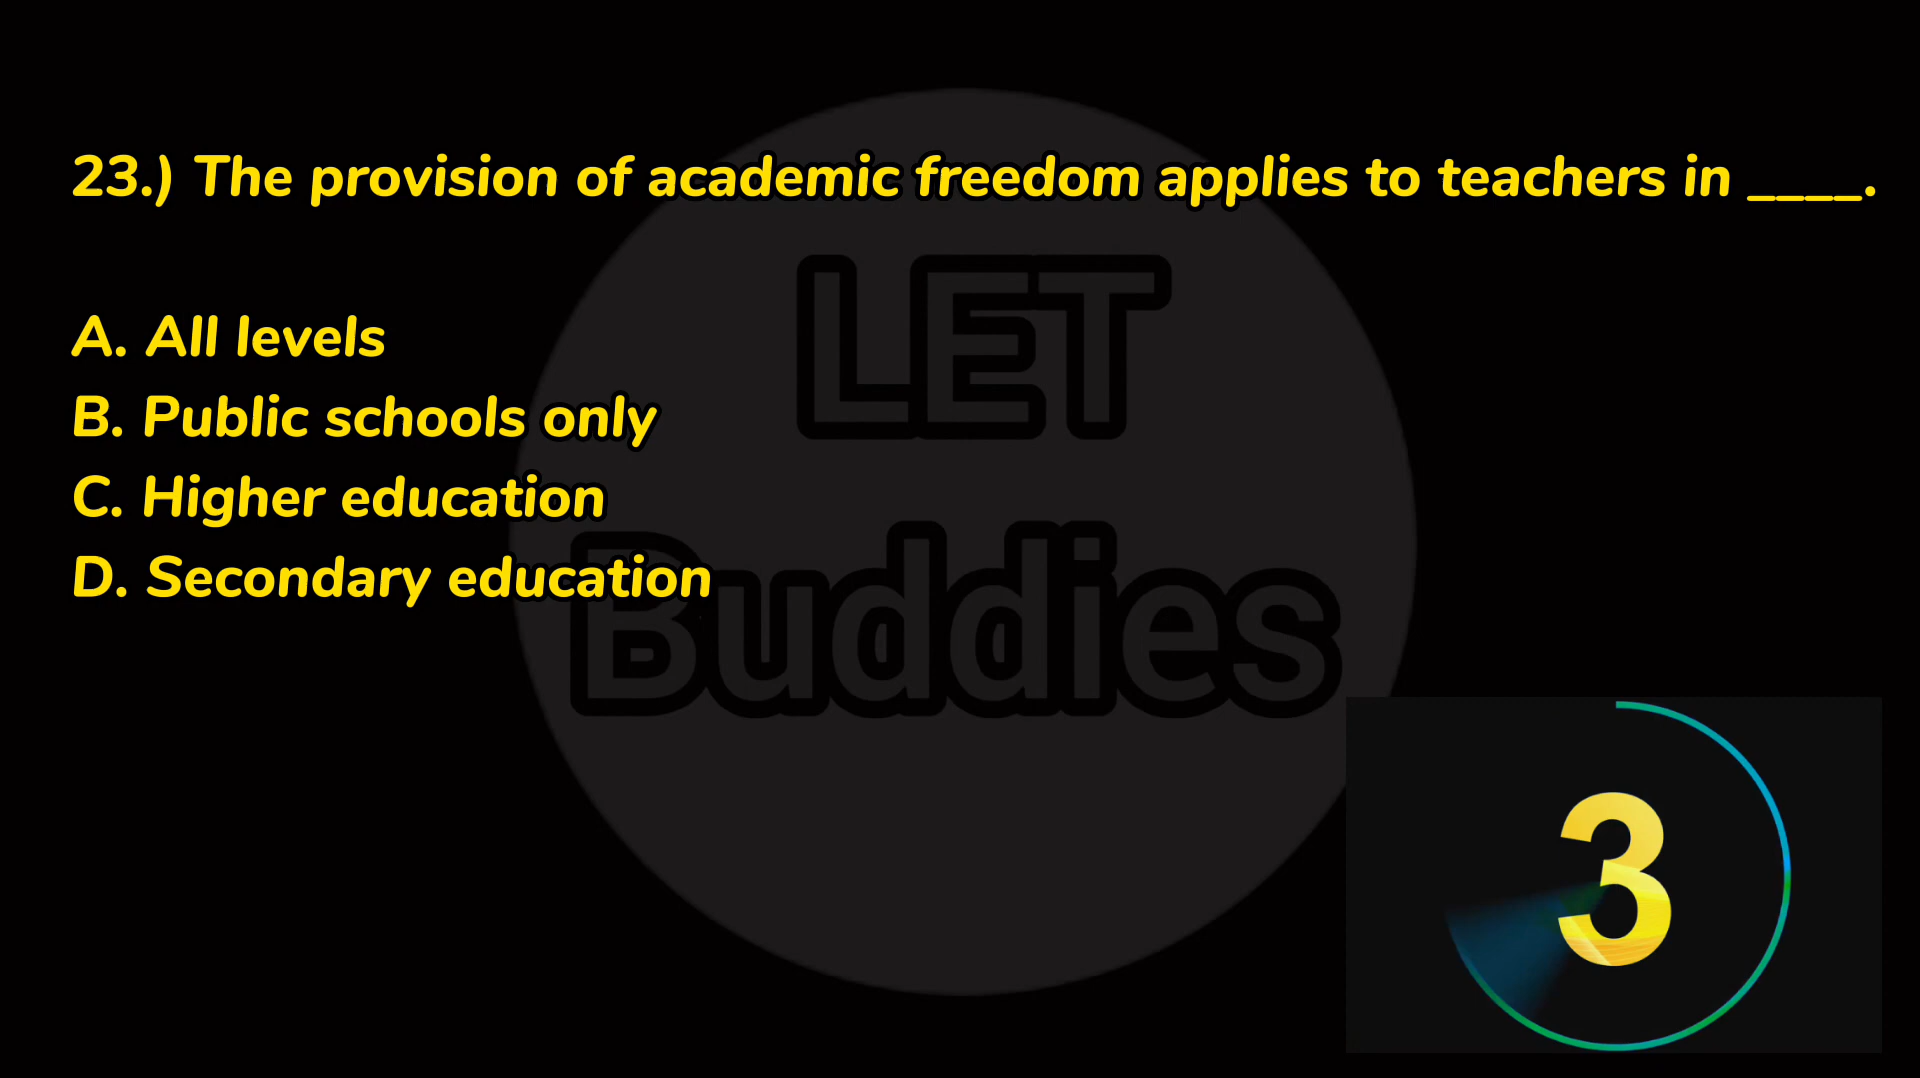 23.) The provision of academic freedom applies to teachers in ____.
A. All levels
B. Public schools only
C. Higher education
D. Secondary education
LET
Buddies
3